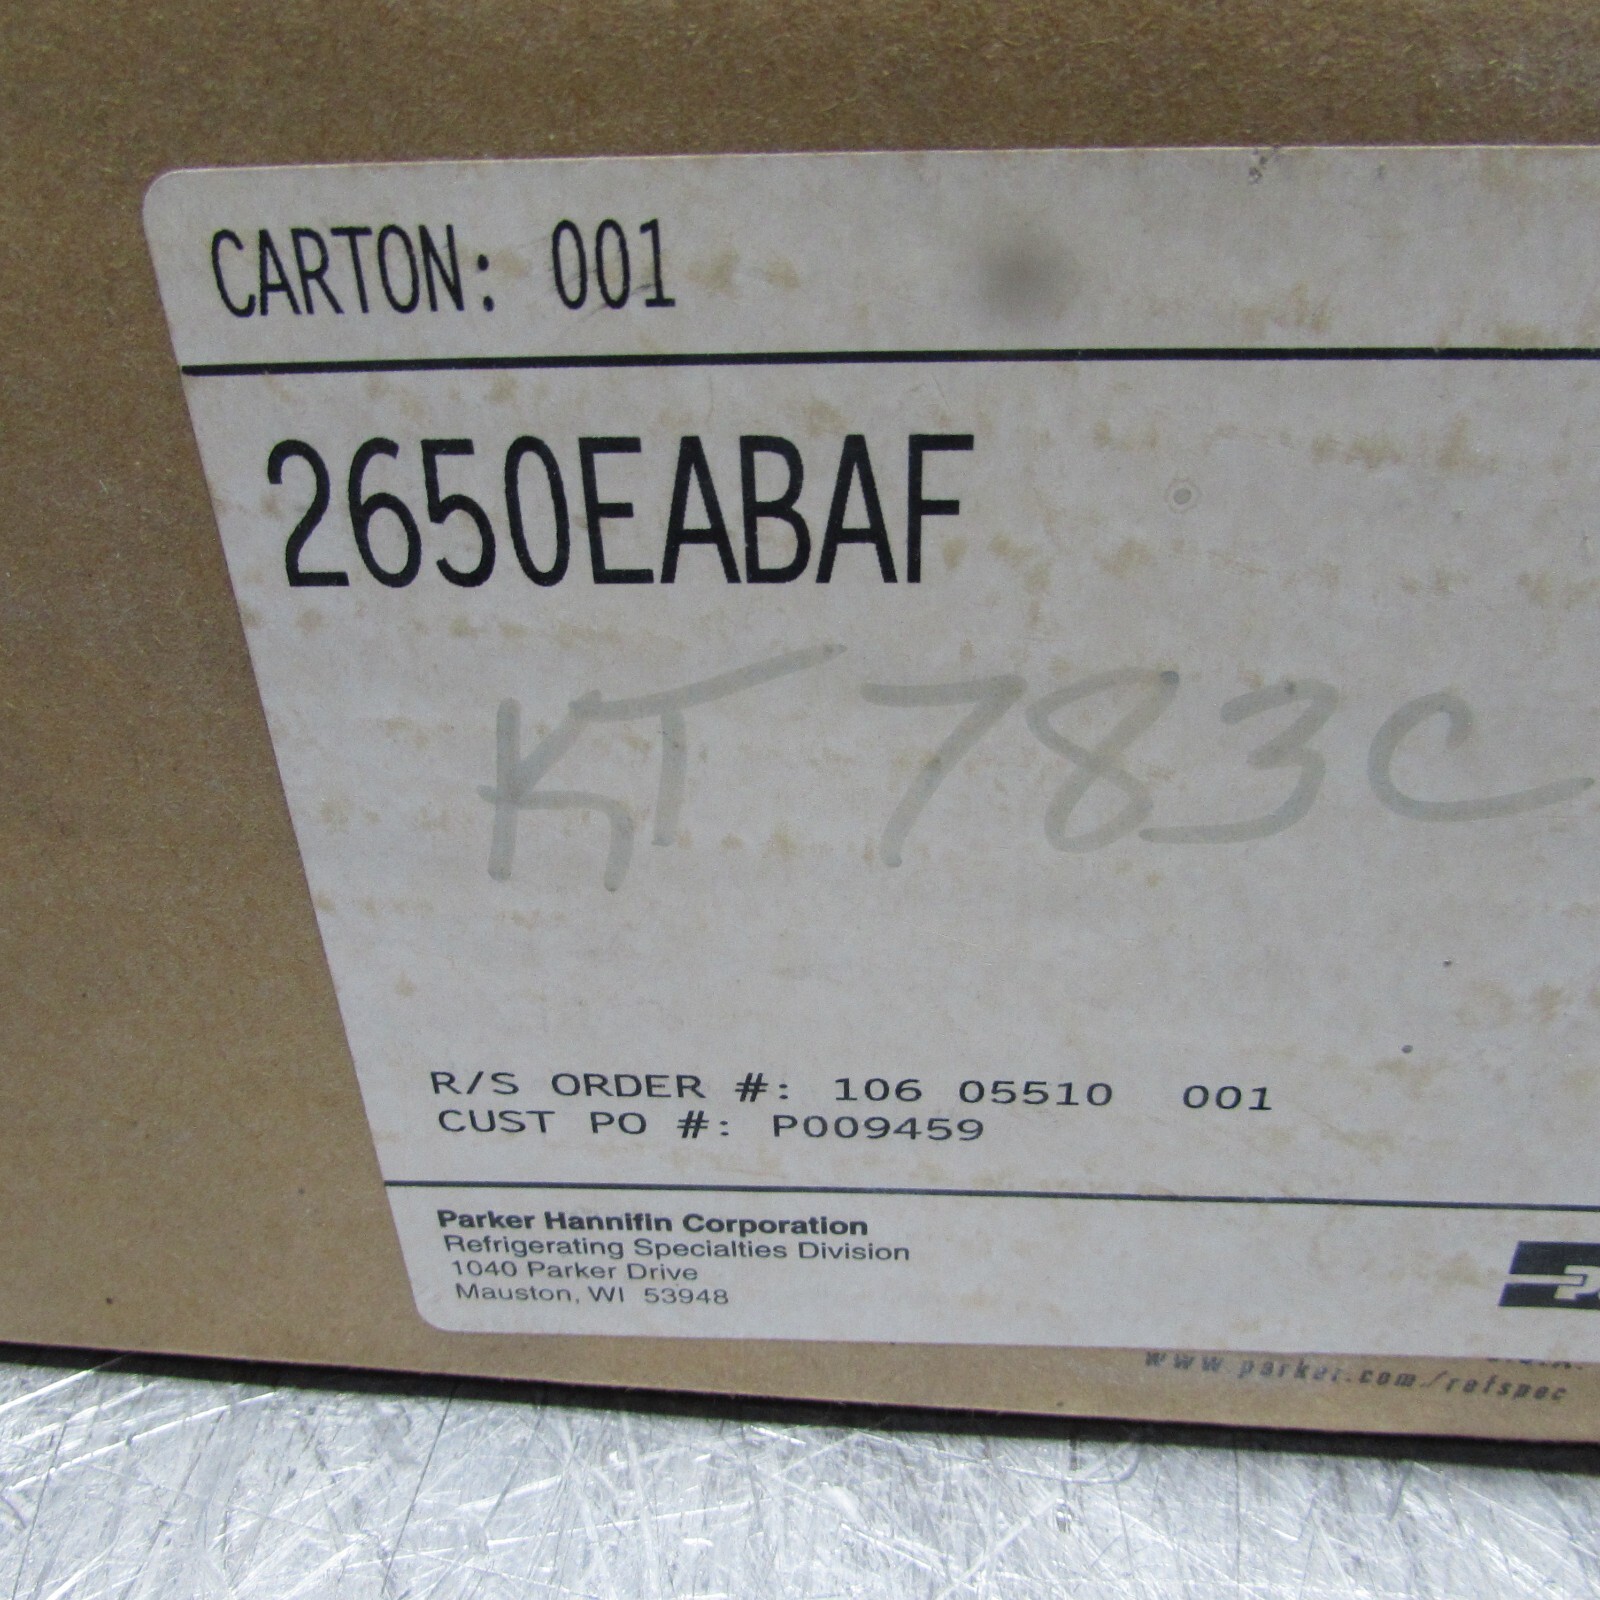 CARTON: 001
2650EABAF
KT 783C
R/S ORDER #: 106 05510 001
CUST PO #: P009459
Parker Hannifin Corporation
Refrigerating Specialties Division
1040 Parker Drive
Mauston, WI 53948
www.parker.com/refspec